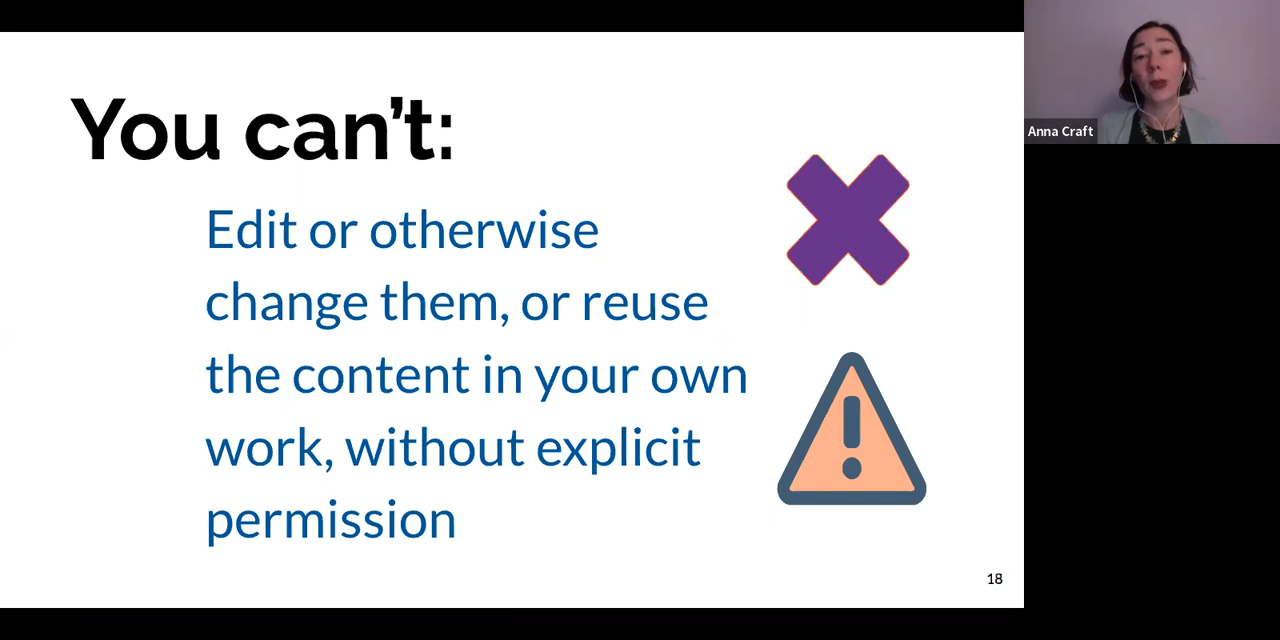 You can’t:
Edit or otherwise
change them, or reuse
the content in your own
work, without explicit
permission
18
Anna Craft